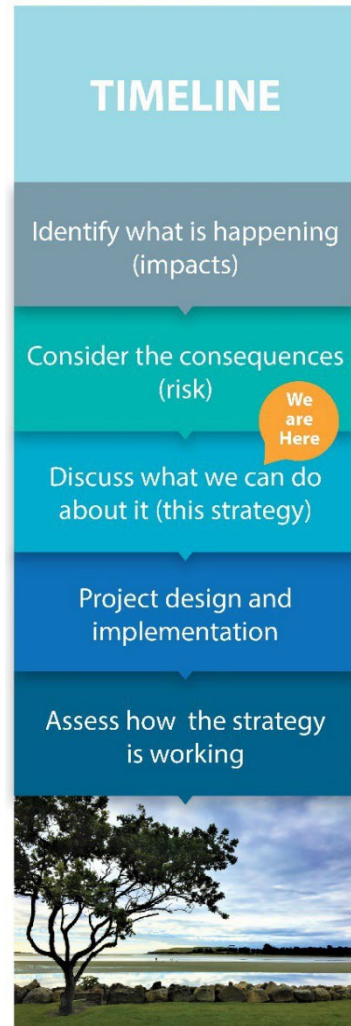 TIMELINE
Identify what is happening
(impacts)
Consider the consequences
(risk)
We
are
Here
Discuss what we can do
about it (this strategy)
Project design and
implementation
Assess how the strategy
is working